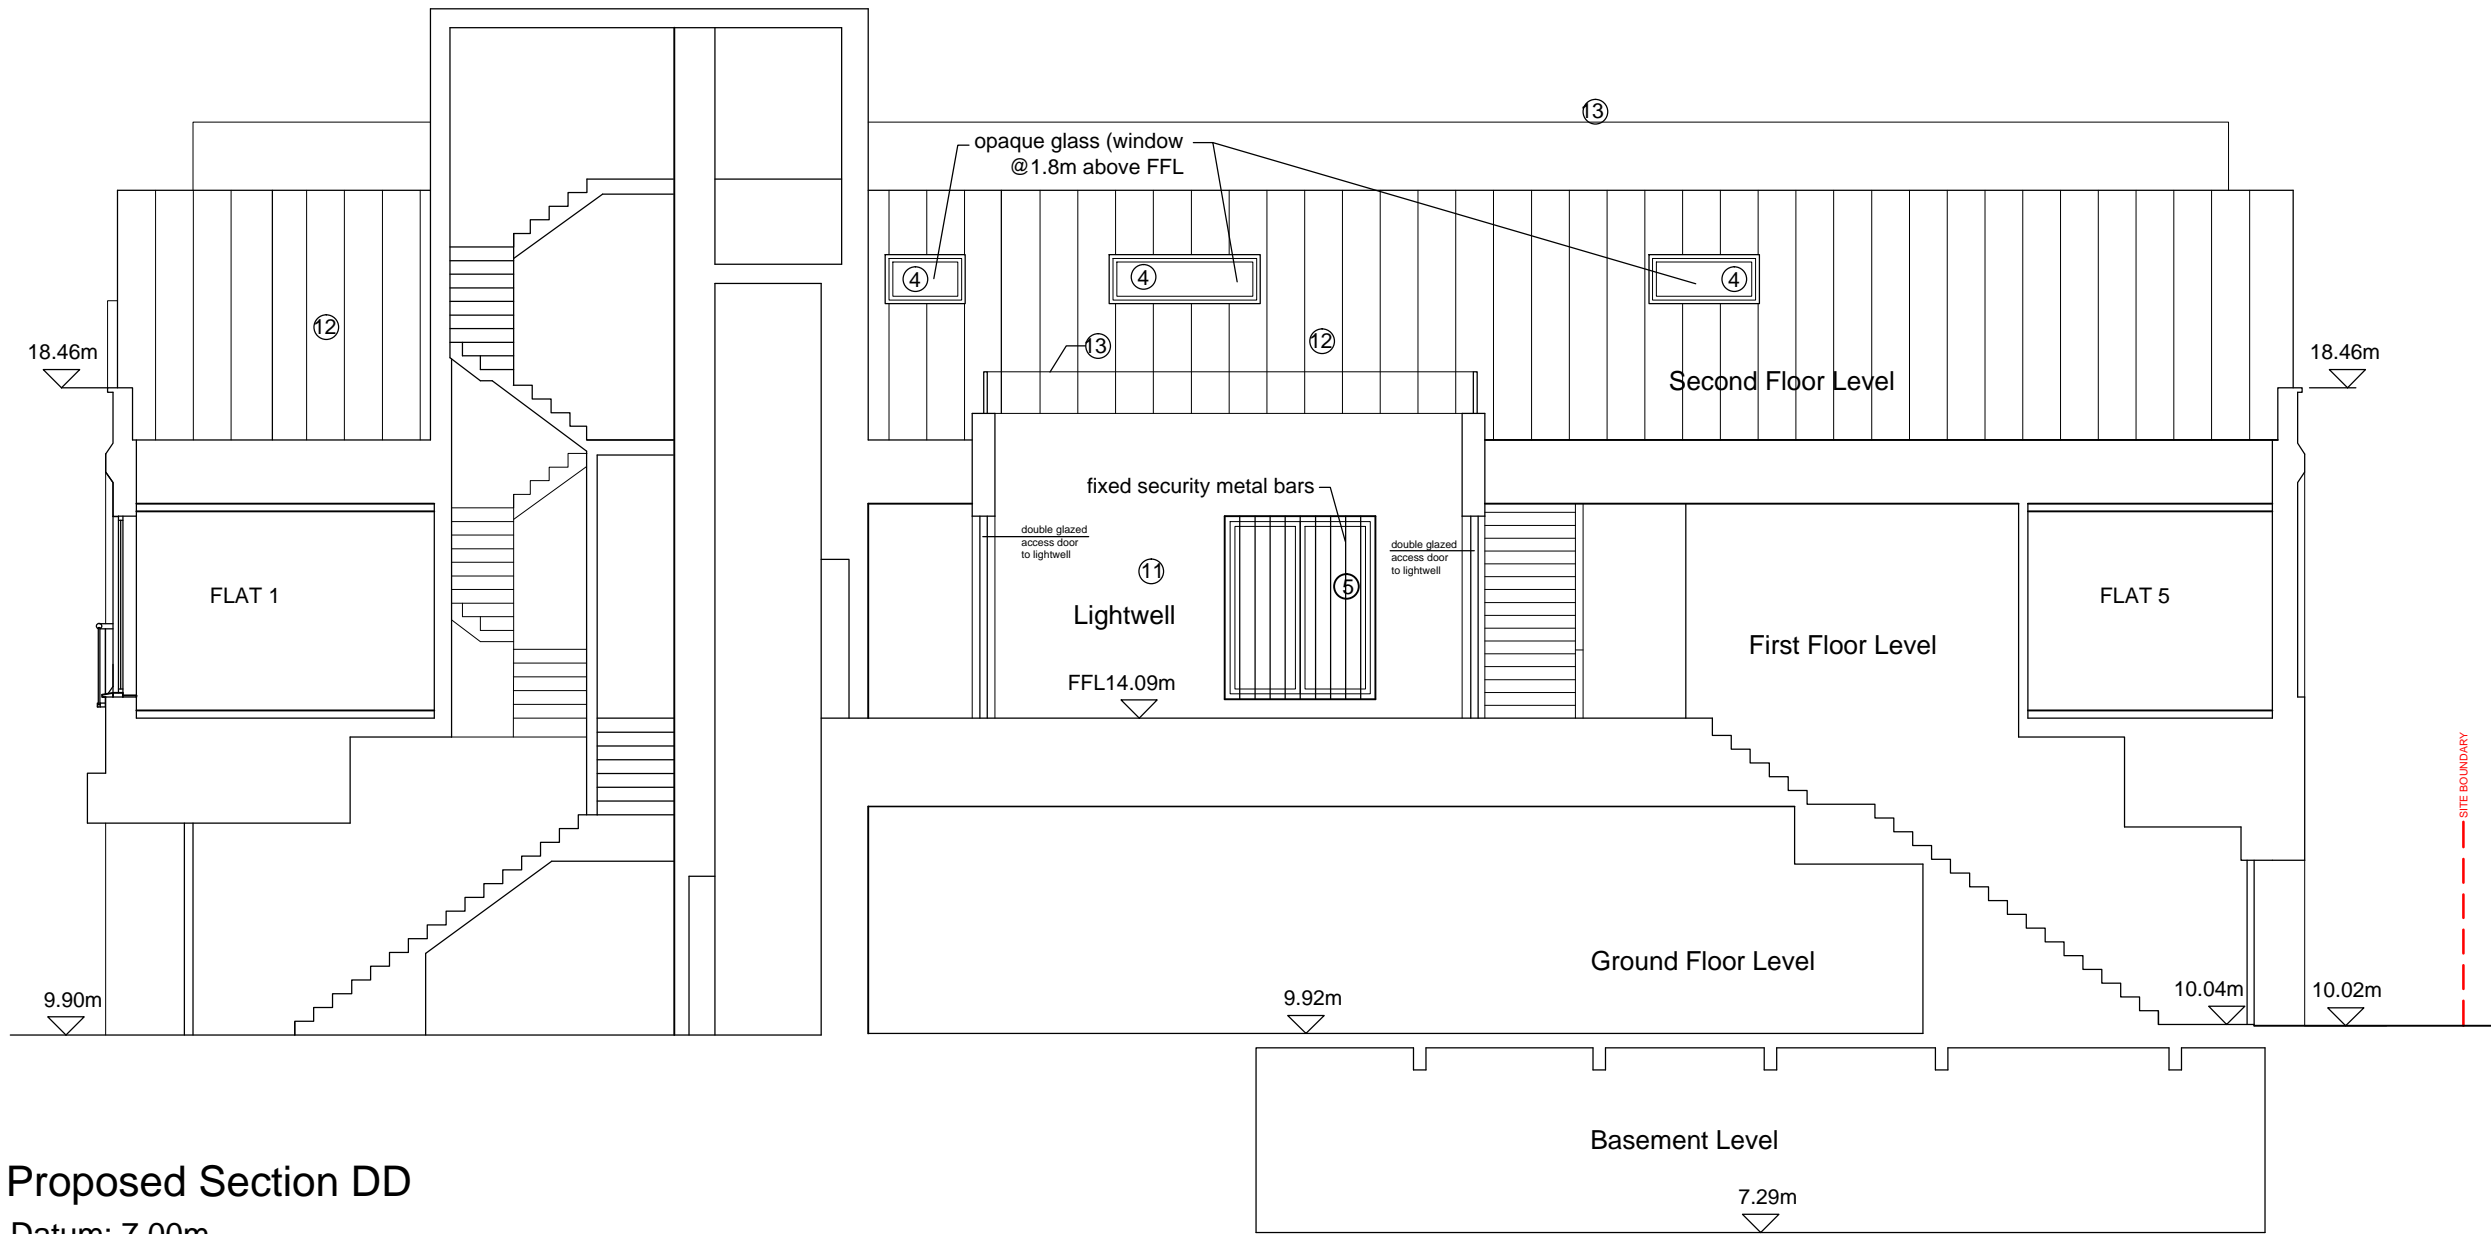 13
opaque glass (window
@1.8m above FFL
4
4
4
12
13
12
18.46m
18.46m
Second Floor Level
fixed security metal bars
double glazed
access door
to lightwell
double glazed
access door
to lightwell
11
5
FLAT 1
FLAT 5
Lightwell
First Floor Level
FFL14.09m
SITE BOUNDARY
Ground Floor Level
9.90m
9.92m
10.04m
10.02m
Basement Level
7.29m
Proposed Section DD
Datum: 7.00m